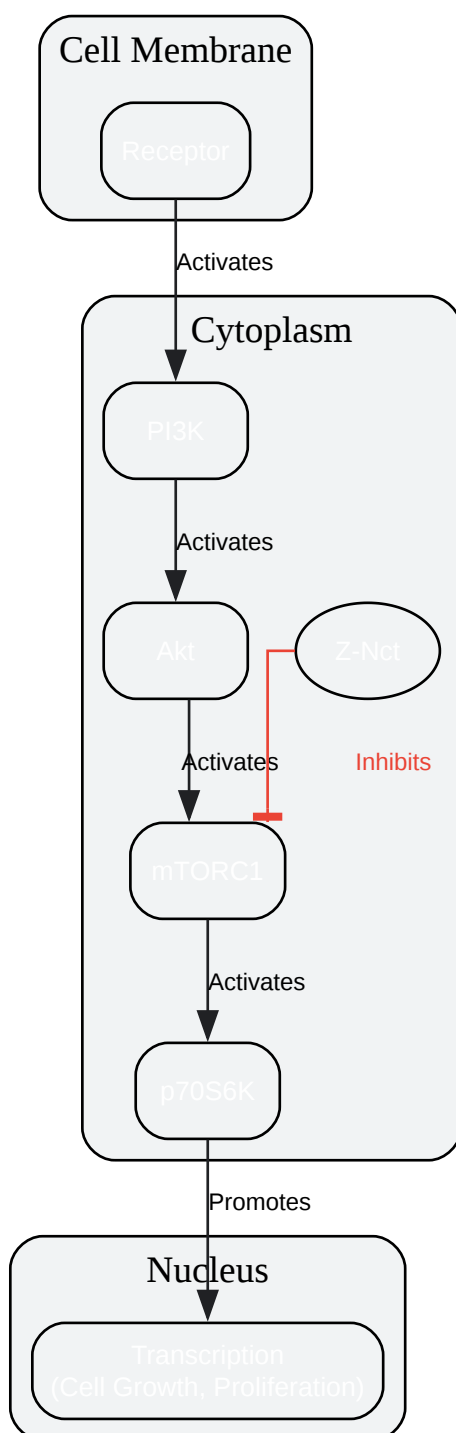 Cell Membrane
Receptor
Activates
Cytoplasm
PI3K
Activates
Akt
Z-Nct
Activates
Inhibits
mTORC1
Activates
p70S6K
Promotes
Nucleus
Transcription
(Cell Growth, Proliferation)